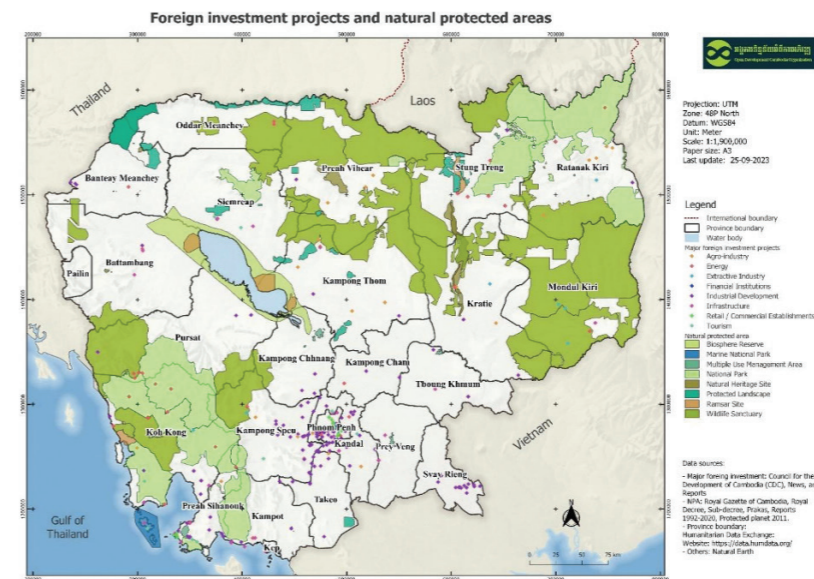 Foreign investment projects and natural protected areas
Open Development Cambodia Organization
Projection: UTM
Zone: 48P North
Datum: WGS84
Unit: Meter
Scale: 1:1,900,000
Paper size: A3
Last update: 25-09-2023
Legend
International boundary
Province boundary
Water body
Major foreign investment projects
Agro-industry
Energy
Extractive Industry
Financial Institutions
Industrial Development
Infrastructure
Retail / Commercial Establishments
Tourism
Natural protected area
Biosphere Reserve
Marine National Park
Multiple Use Management Area
National Park
Natural Heritage Site
Protected Landscape
Ramsar Site
Wildlife Sanctuary
Data sources:
- Major foreing investment: Council for the
Development of Cambodia (CDC), News, an
Reports
- NPA: Royal Gazette of Cambodia, Royal
Decree, Sub-decree, Prakas, Reports
1992-2020, Protected planet 2011.
- Province boundary:
Humanitarian Data Exchange:
Website: https://data.humdata.org/
- Others: Natural Earth
Thailand
Laos
Oddar Meanchey
Preah Vihear
Stung Treng
Ratanak Kiri
Banteay Meanchey
Siemreap
Battambang
Pailin
Kampong Thom
Mondul Kiri
Kratie
Pursat
Kampong Chhnang
Kampong Cham
Thoung Khmum
Koh Kong
Kampong Speu
Phnom Penh
Kandal
Prey Veng
Vietnam
Svay Rieng
Takeo
Preah Sihanouk
Kampot
Kep
Gulf of
Thailand
N
0 25 50 75 km